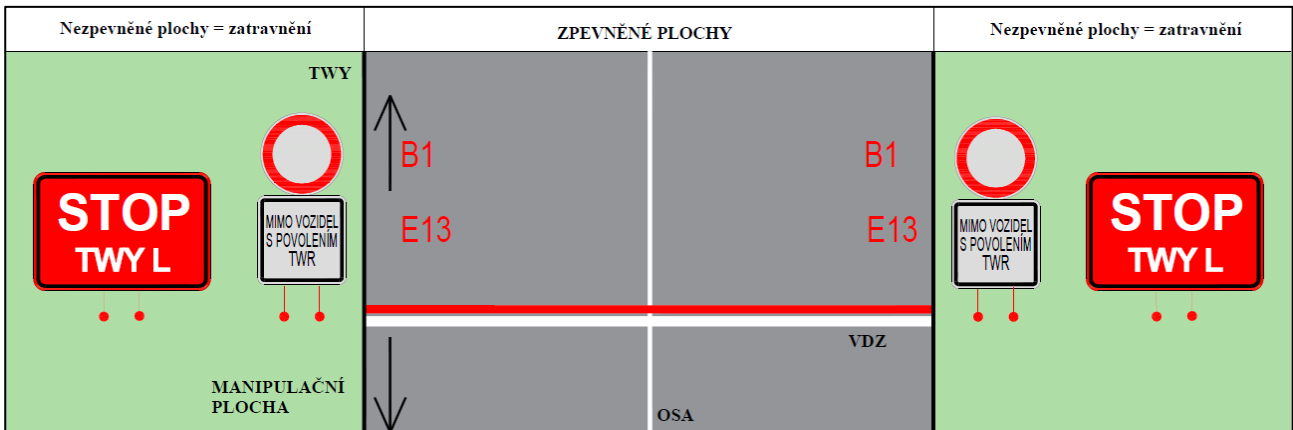 Nezpevněné plochy = zatravnění
ZPEVNĚNÉ PLOCHY
Nezpevněné plochy = zatravnění
TWY
B1
B1
STOP
TWY L
MIMO VOZIDEL
S POVOLENÍM
TWR
E13
E13
MIMO VOZIDEL
S POVOLENÍM
TWR
STOP
TWY L
VDZ
MANIPULAČNÍ
PLOCHA
OSA